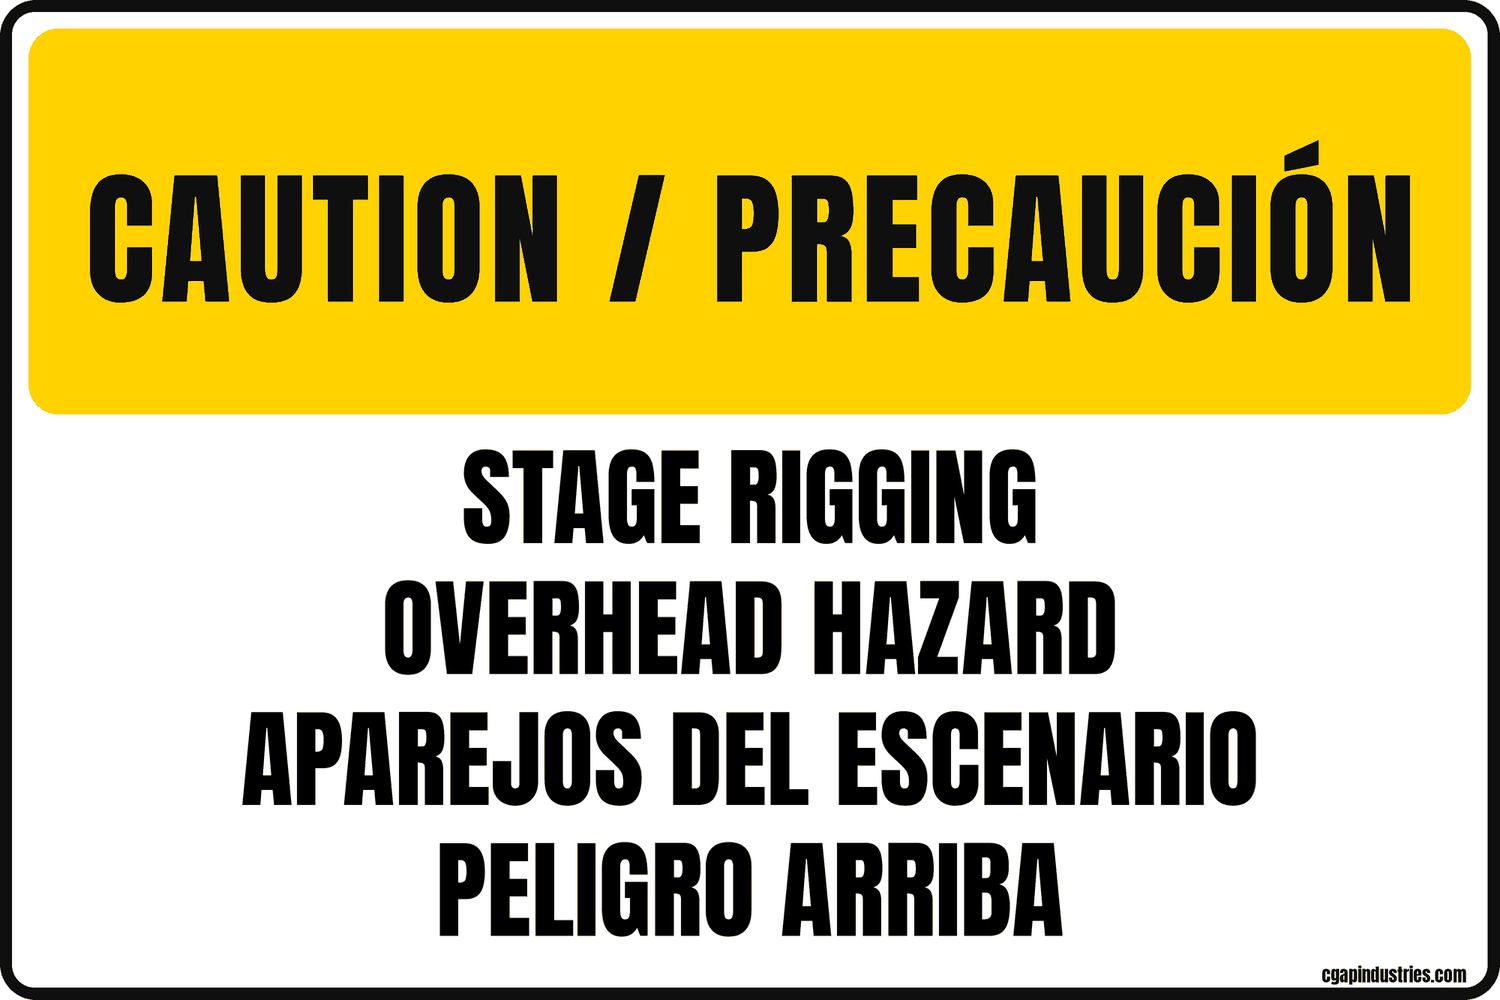 CAUTION / PRECAUCIÓN
STAGE RIGGING
OVERHEAD HAZARD
APAREJOS DEL ESCENARIO
PELIGRO ARRIBA
cgapindustries.com